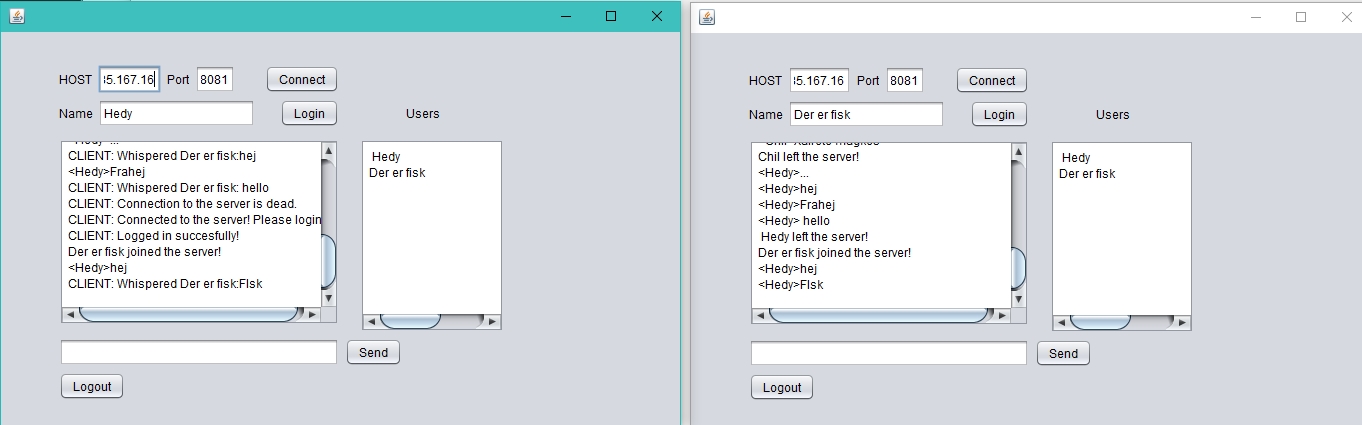 HOST 35.167.16 Port 8081 Connect
Name Hedy Login Users
CLIENT: Whispered Der er fisk:hej
<Hedy>Frahej
CLIENT: Whispered Der er fisk: hello
CLIENT: Connection to the server is dead.
CLIENT: Connected to the server! Please login
CLIENT: Logged in succesfully!
Der er fisk joined the server!
<Hedy>hej
CLIENT: Whispered Der er fisk:FIsk
Hedy
Der er fisk
Send
Logout
HOST 35.167.16 Port 8081 Connect
Name Der er fisk Login Users
Chil left the server!
<Hedy>...
<Hedy>hej
<Hedy>Frahej
<Hedy> hello
Hedy left the server!
Der er fisk joined the server!
<Hedy>hej
<Hedy>FIsk
Hedy
Der er fisk
Send
Logout